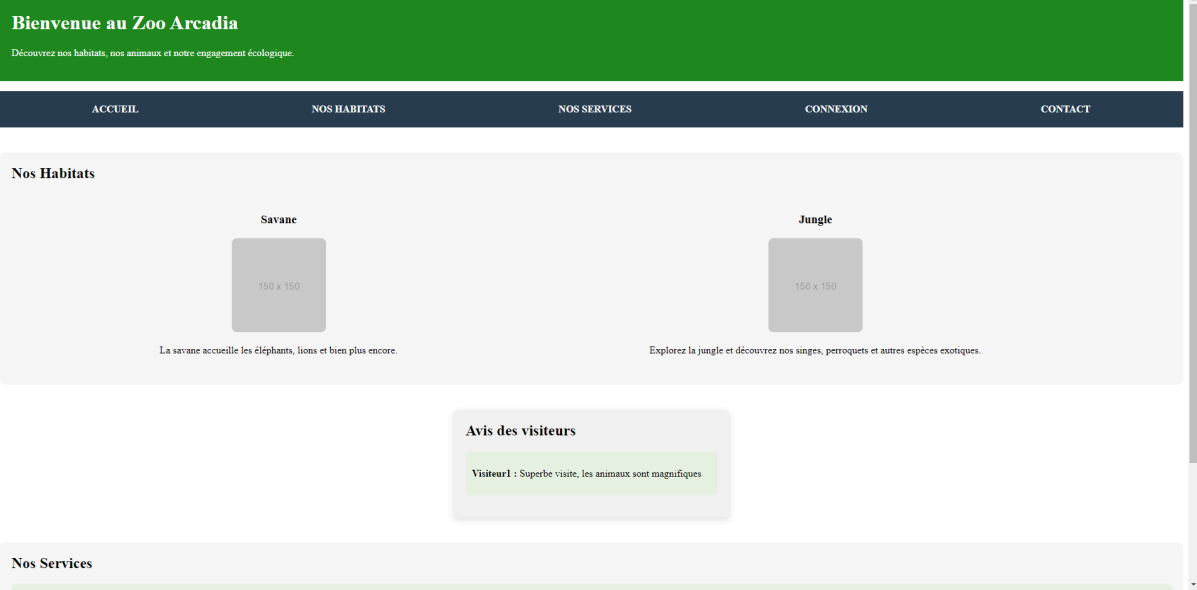 Bienvenue au Zoo Arcadia
Découvrez nos habitats, nos animaux et notre engagement écologique.
ACCUEIL NOS HABITATS NOS SERVICES CONNEXION CONTACT
Nos Habitats
Savane Jungle
150 x 150 150 x 150
La savane accueille les éléphants, lions et bien plus encore. Explorez la jungle et découvrez nos singes, perroquets et autres espèces exotiques.
Avis des visiteurs
Visiteur1 : Superbe visite, les animaux sont magnifiques
Nos Services